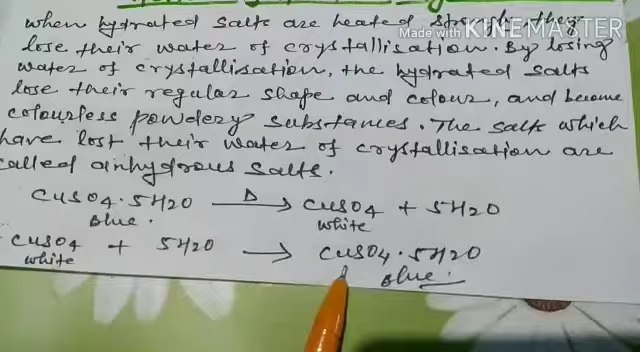 when hydrated salts are heated strongly, they
lose their water of crystallisation. By losing
water of crystallisation, the hydrated salts
lose their regular shape and colour, and become
colourless powdery substances. The salts which
have lost their water of crystallisation are
called anhydrous salts.
CuSO4.5H2O —Δ→ CuSO4 + 5H2O
Blue. white
CuSO4 + 5H2O → CuSO4.5H2O
white Blue.
Made with KINEMASTER